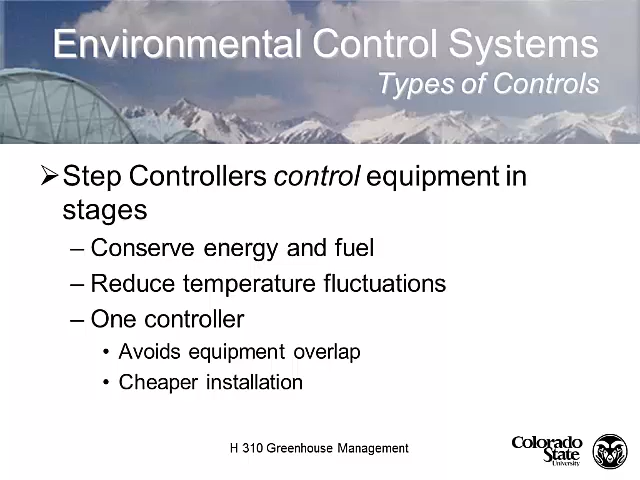 Environmental Control Systems
Types of Controls
➢Step Controllers control equipment in
stages
– Conserve energy and fuel
– Reduce temperature fluctuations
– One controller
• Avoids equipment overlap
• Cheaper installation
H 310 Greenhouse Management
Colorado
State
University